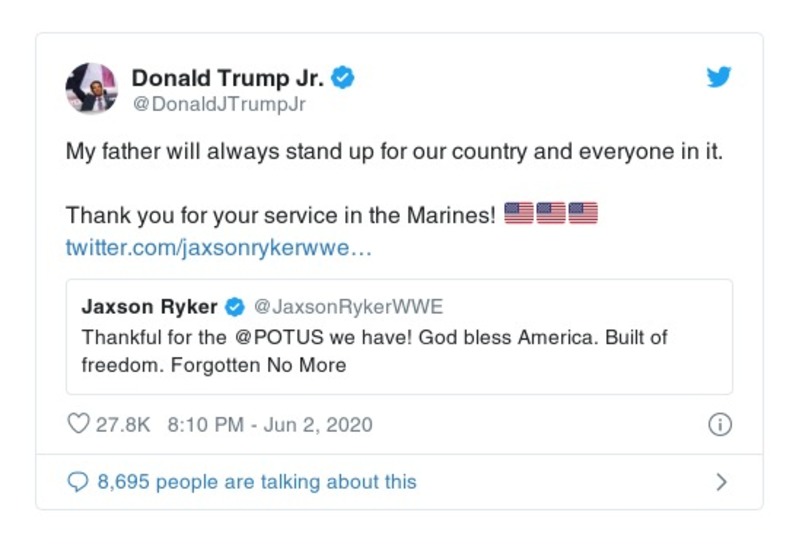 Donald Trump Jr.
@DonaldJTrumpJr
My father will always stand up for our country and everyone in it.
Thank you for your service in the Marines! 🇺🇸🇺🇸🇺🇸
twitter.com/jaxsonrykerwwe…
Jaxson Ryker @JaxsonRykerWWE
Thankful for the @POTUS we have! God bless America. Built of
freedom. Forgotten No More
27.8K 8:10 PM - Jun 2, 2020
8,695 people are talking about this